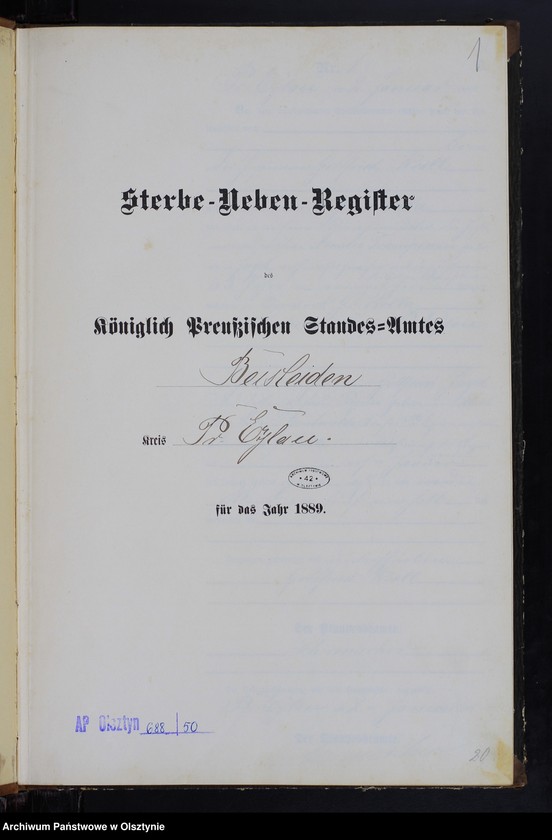 1
Sterbe-Neben-Register
des
Königlich Preußischen Standes=Amtes
Beisleiden
Kreis Pr. Eylau.
42
für das Jahr 1889.
AP Olsztyn 688 / 50
20
Archiwum Państwowe w Olsztynie